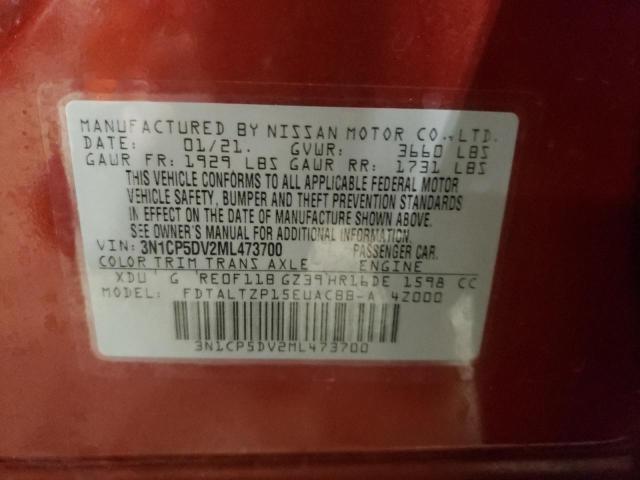 MANUFACTURED BY NISSAN MOTOR CO., LTD.
DATE: 01/21. GVWR: 3660 LBS
GAWR FR: 1929 LBS GAWR RR: 1731 LBS
THIS VEHICLE CONFORMS TO ALL APPLICABLE FEDERAL MOTOR
VEHICLE SAFETY, BUMPER AND THEFT PREVENTION STANDARDS
IN EFFECT ON THE DATE OF MANUFACTURE SHOWN ABOVE.
SEE OWNER'S MANUAL FOR ADDITIONAL INFORMATION.
VIN: 3N1CP5DV2ML473700 PASSENGER CAR.
COLOR TRIM TRANS AXLE ENGINE
XDU G RE0F11B GZ39 HR16DE 1598 CC
MODEL: FDTALTZP15EUACBB-A 4Z000
3N1CP5DV2ML473700